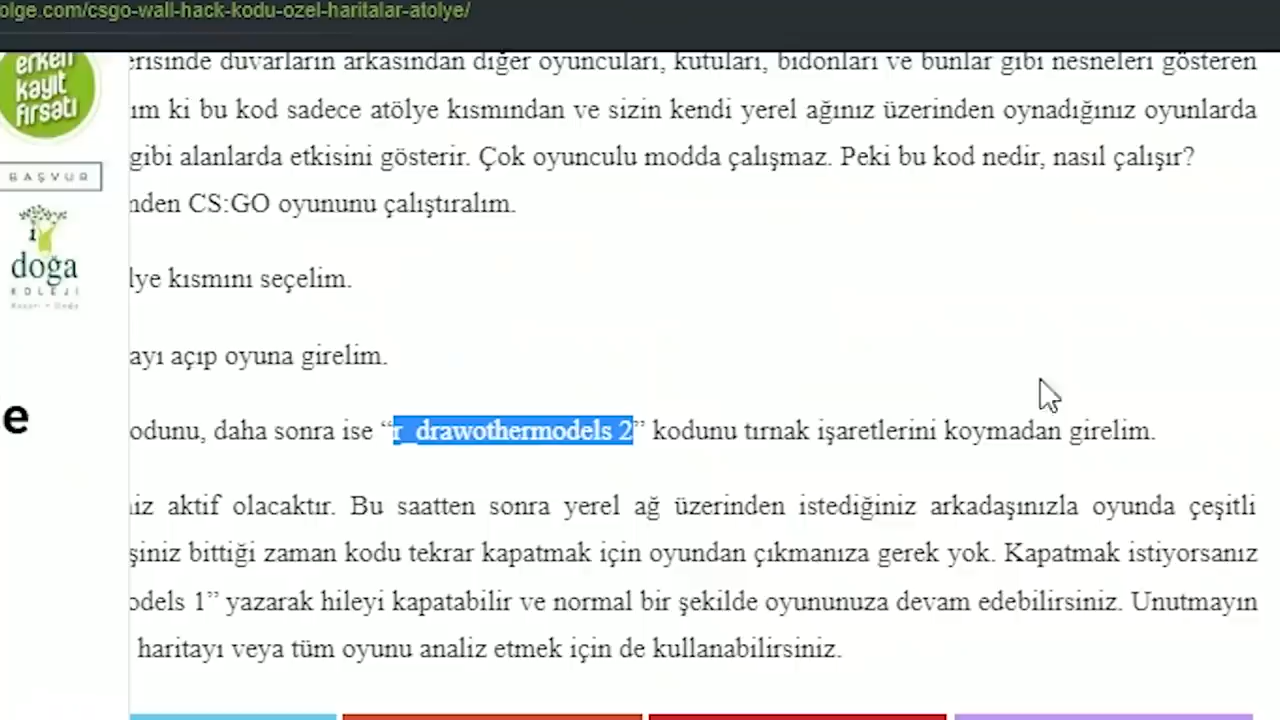 olge.com/csgo-wall-hack-kodu-ozel-haritalar-atolye/
erken
kayıt
fırsatı
BAŞVUR
doğa
KOLEJİ
erisinde duvarların arkasından diğer oyuncuları, kutuları, bidonları ve bunlar gibi nesneleri gösteren
ım ki bu kod sadece atölye kısmından ve sizin kendi yerel ağınız üzerinden oynadığınız oyunlarda
gibi alanlarda etkisini gösterir. Çok oyunculu modda çalışmaz. Peki bu kod nedir, nasıl çalışır?
nden CS:GO oyununu çalıştıralım.
lye kısmını seçelim.
ayı açıp oyuna girelim.
e
odunu, daha sonra ise “r_drawothermodels 2” kodunu tırnak işaretlerini koymadan girelim.
iz aktif olacaktır. Bu saatten sonra yerel ağ üzerinden istediğiniz arkadaşınızla oyunda çeşitli
şiniz bittiği zaman kodu tekrar kapatmak için oyundan çıkmanıza gerek yok. Kapatmak istiyorsanız
odels 1” yazarak hileyi kapatabilir ve normal bir şekilde oyununuza devam edebilirsiniz. Unutmayın
haritayı veya tüm oyunu analiz etmek için de kullanabilirsiniz.